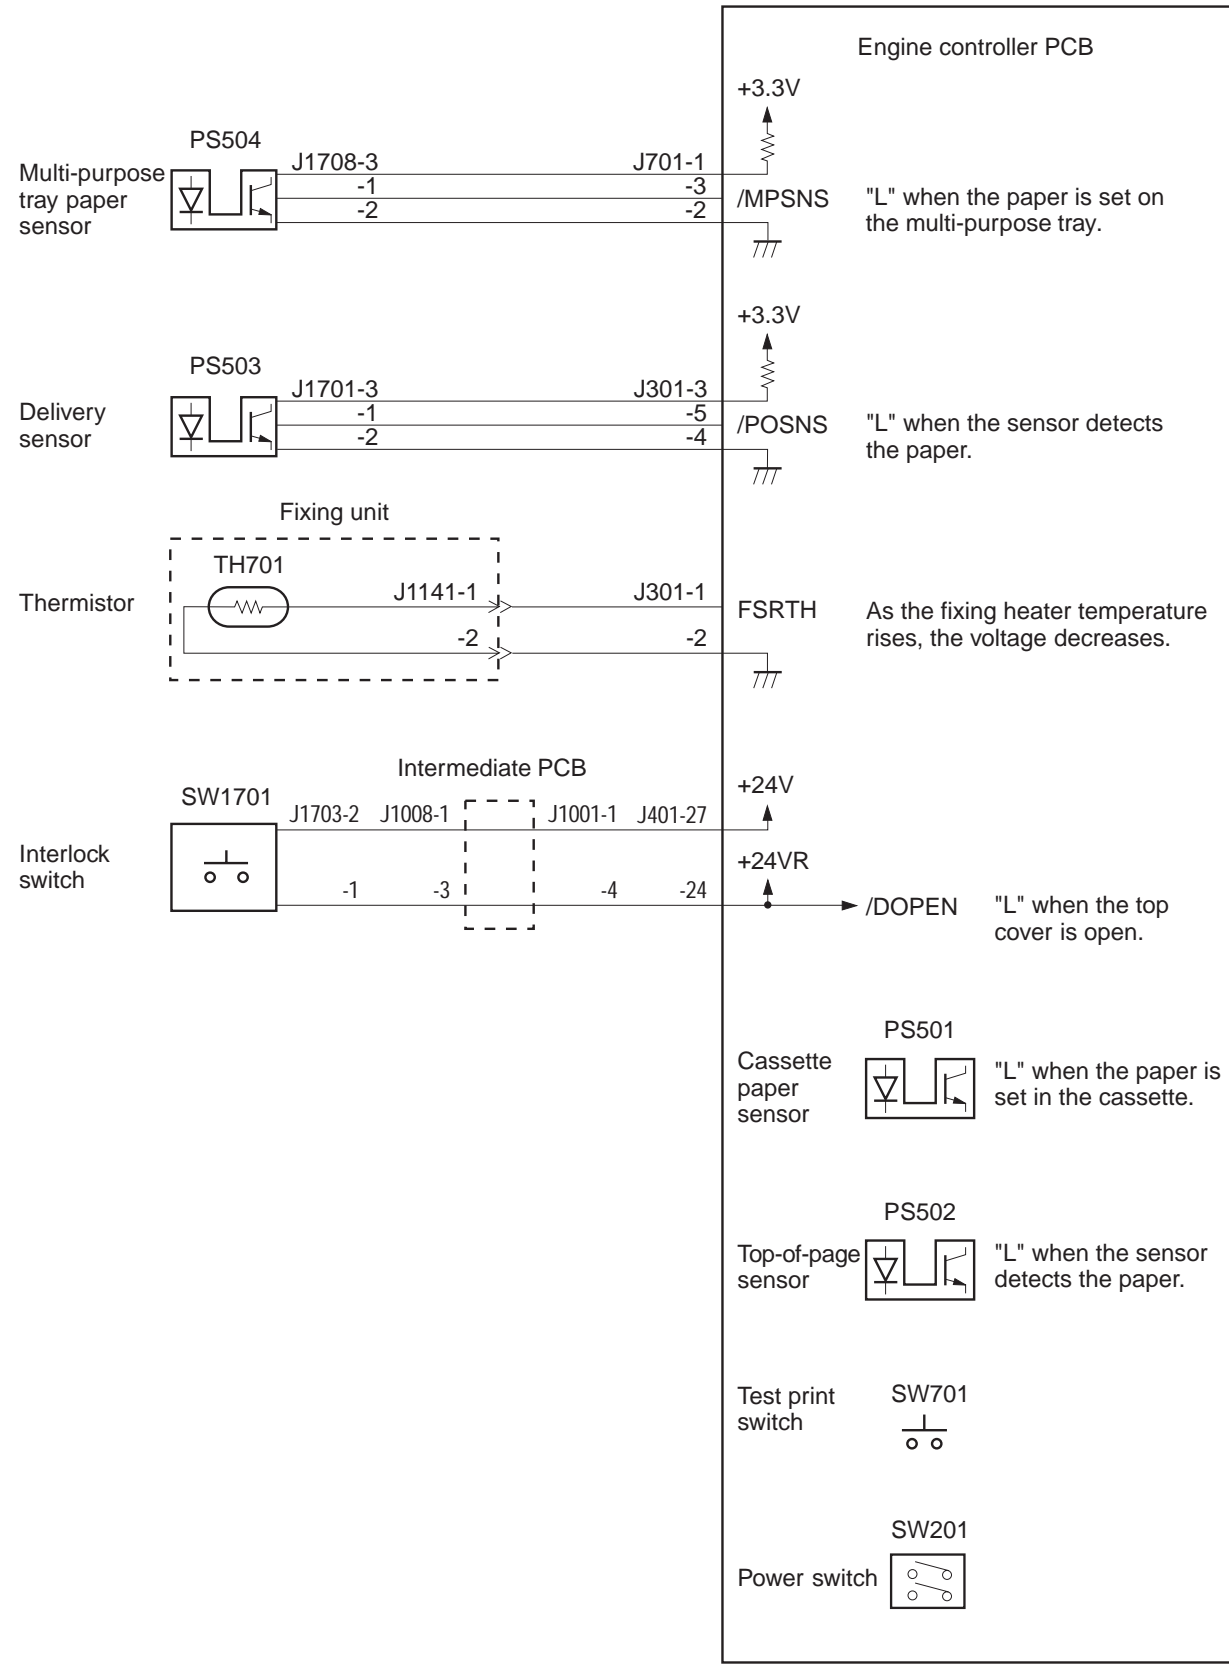 Engine controller PCB
+3.3V
PS504
Multi-purpose
tray paper
sensor
J1708-3
-1
-2
J701-1
-3
-2
/MPSNS
"L" when the paper is set on
the multi-purpose tray.
+3.3V
PS503
Delivery
sensor
J1701-3
-1
-2
J301-3
-5
-4
/POSNS
"L" when the sensor detects
the paper.
Fixing unit
TH701
Thermistor
J1141-1
-2
J301-1
-2
FSRTH
As the fixing heater temperature
rises, the voltage decreases.
Intermediate PCB
SW1701
Interlock
switch
J1703-2 J1008-1 J1001-1 J401-27
+24V
+24VR
-1 -3 -4 -24
/DOPEN
"L" when the top
cover is open.
PS501
Cassette
paper
sensor
"L" when the paper is
set in the cassette.
PS502
Top-of-page
sensor
"L" when the sensor
detects the paper.
Test print
switch
SW701
SW201
Power switch